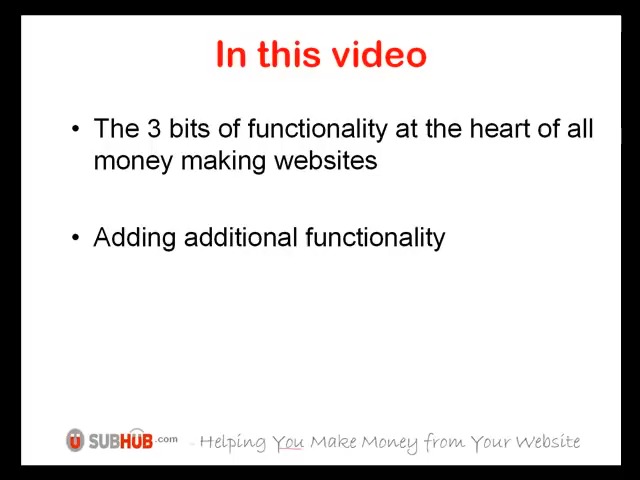 In this video
• The 3 bits of functionality at the heart of all
money making websites
• Adding additional functionality
SUBHUB.com - Helping You Make Money from Your Website